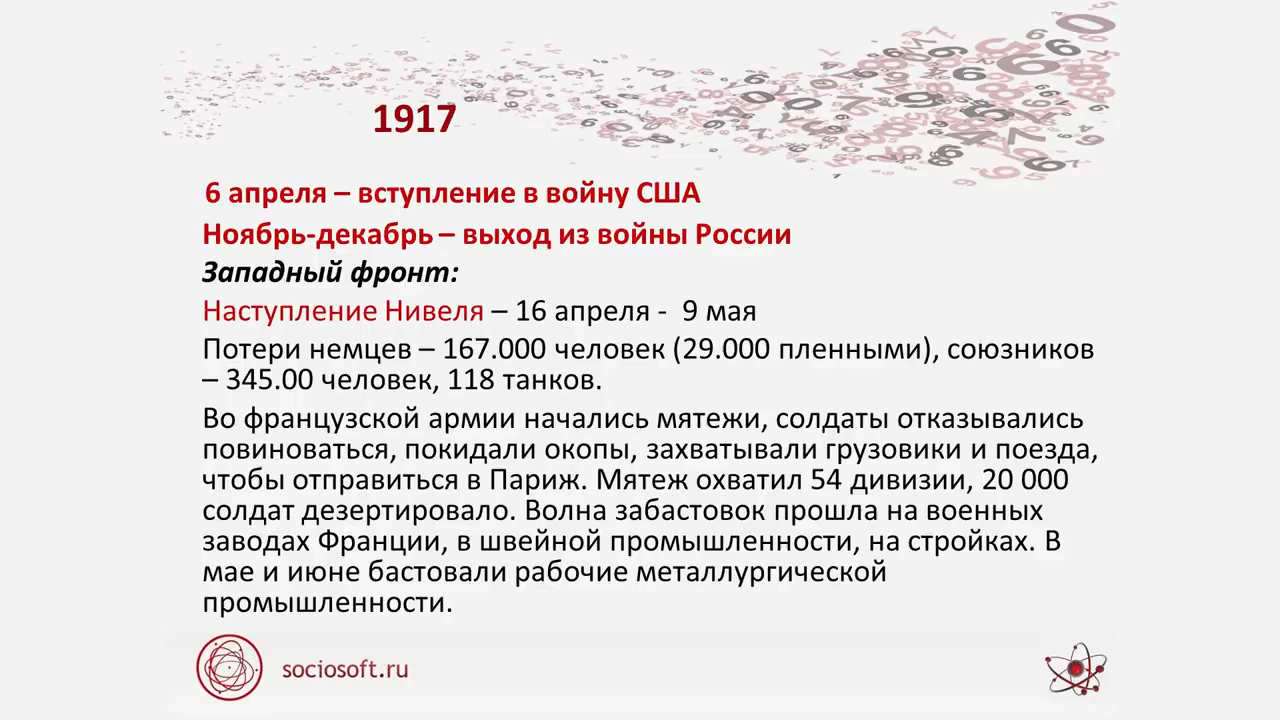 1917
6 апреля – вступление в войну США
Ноябрь-декабрь – выход из войны России
Западный фронт:
Наступление Нивеля – 16 апреля - 9 мая
Потери немцев – 167.000 человек (29.000 пленными), союзников
– 345.00 человек, 118 танков.
Во французской армии начались мятежи, солдаты отказывались
повиноваться, покидали окопы, захватывали грузовики и поезда,
чтобы отправиться в Париж. Мятеж охватил 54 дивизии, 20 000
солдат дезертировало. Волна забастовок прошла на военных
заводах Франции, в швейной промышленности, на стройках. В
мае и июне бастовали рабочие металлургической
промышленности.
sociosoft.ru